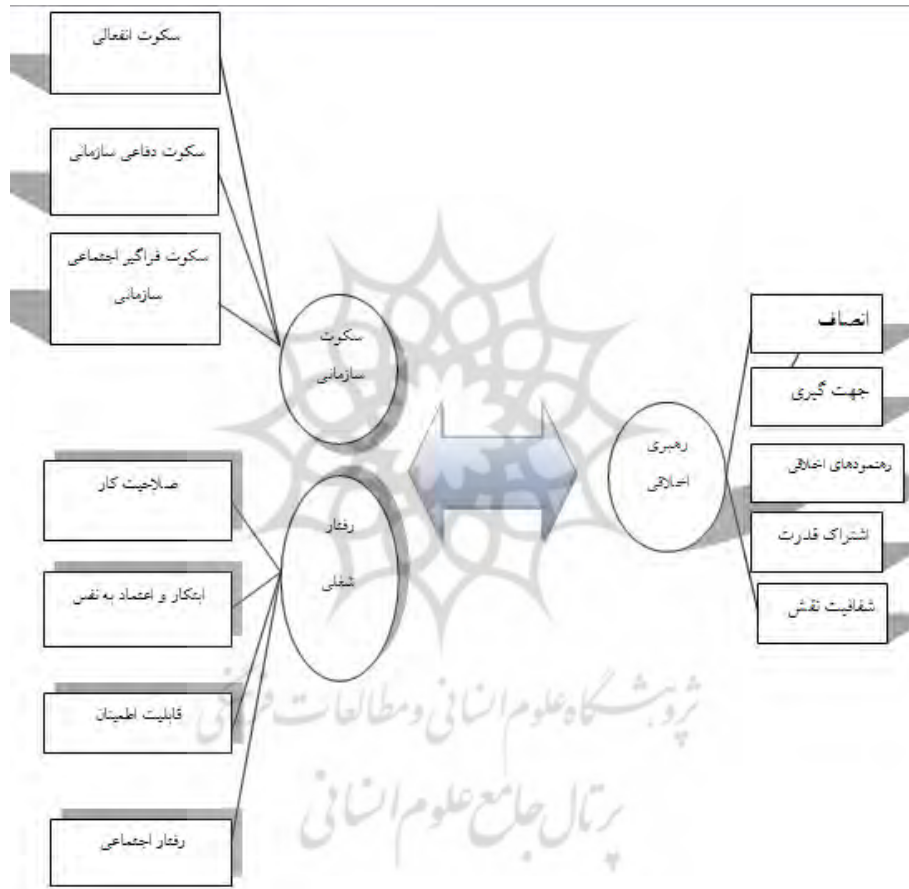 سکوت انفعالی
سکوت دفاعی سازمانی
سکوت فراگیر اجتماعی
سازمانی
سکوت
سازمانی
انصاف
جهت گیری
رهنمودهای اخلاقی
اشتراک قدرت
شفافیت نقش
رهبری
اخلاقی
صلاحیت کار
ابتکار و اعتماد به نفس
قابلیت اطمینان
رفتار اجتماعی
رفتار
شغلی
پژوهشگاه علوم انسانی و مطالعات فرهنگی
پرتال جامع علوم انسانی